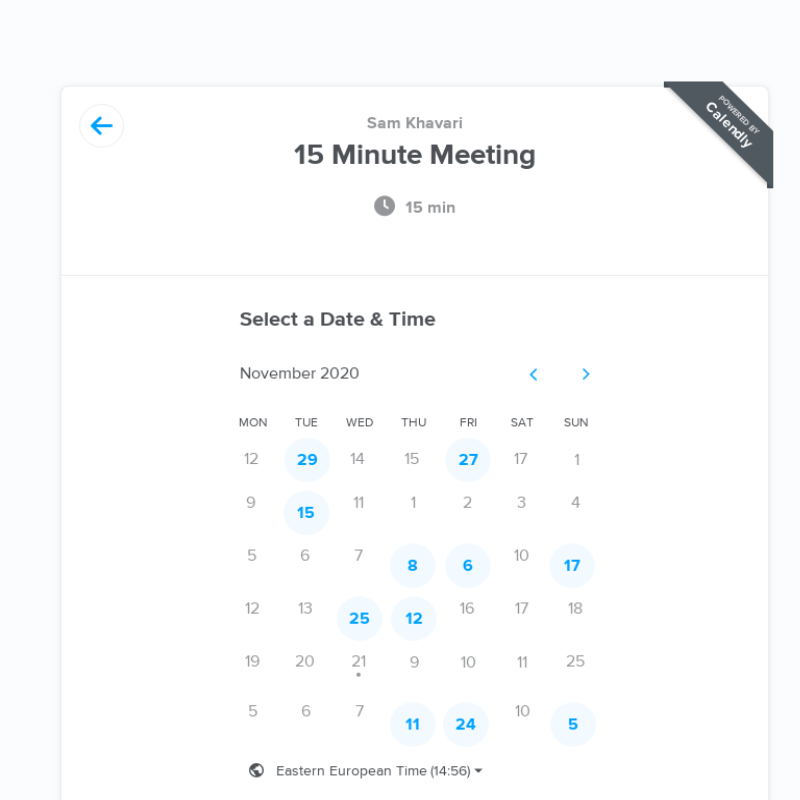 POWERED BY
Calendly
Sam Khavari
15 Minute Meeting
15 min
Select a Date & Time
November 2020
MON TUE WED THU FRI SAT SUN
12 29 14 15 27 17 1
9 15 11 1 2 3 4
5 6 7 8 6 10 17
12 13 25 12 16 17 18
19 20 21 9 10 11 25
5 6 7 11 24 10 5
Eastern European Time (14:56)